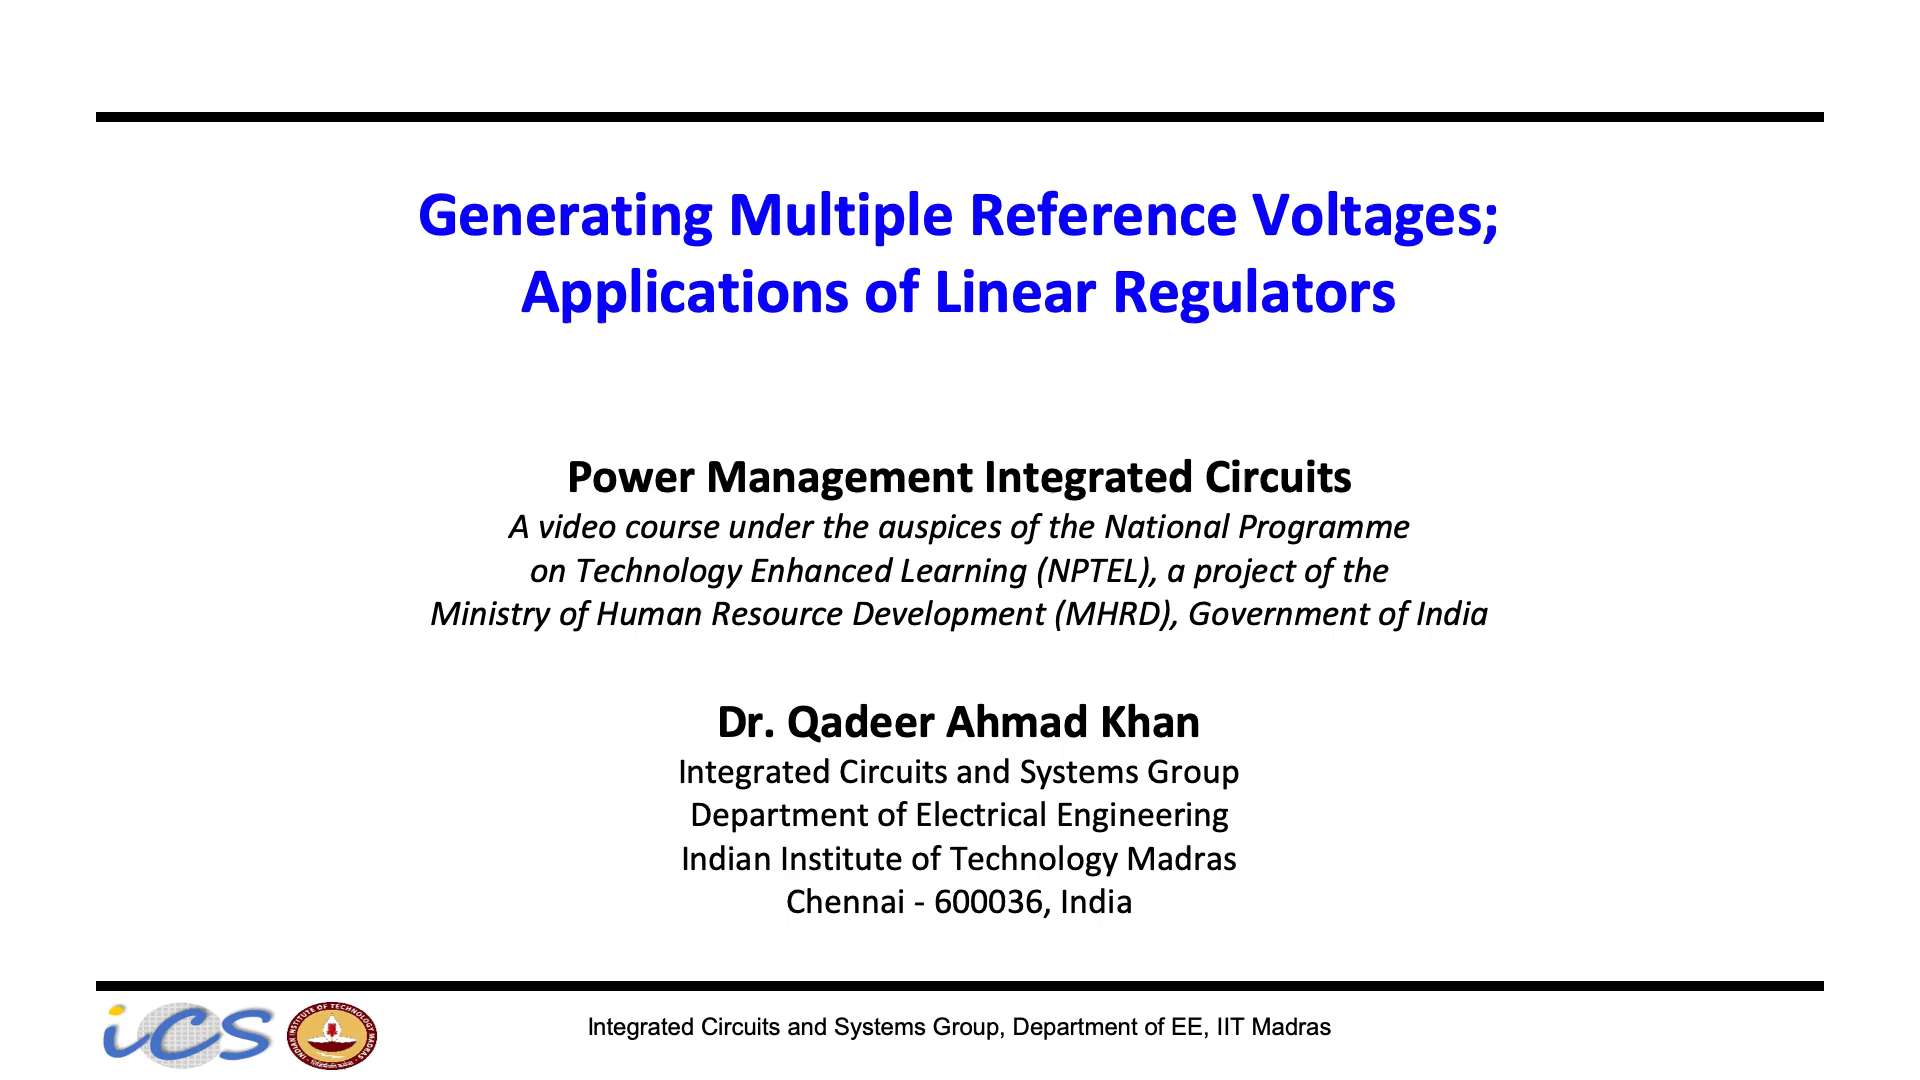 Generating Multiple Reference Voltages;
Applications of Linear Regulators
Power Management Integrated Circuits
A video course under the auspices of the National Programme
on Technology Enhanced Learning (NPTEL), a project of the
Ministry of Human Resource Development (MHRD), Government of India
Dr. Qadeer Ahmad Khan
Integrated Circuits and Systems Group
Department of Electrical Engineering
Indian Institute of Technology Madras
Chennai - 600036, India
ics
Integrated Circuits and Systems Group, Department of EE, IIT Madras